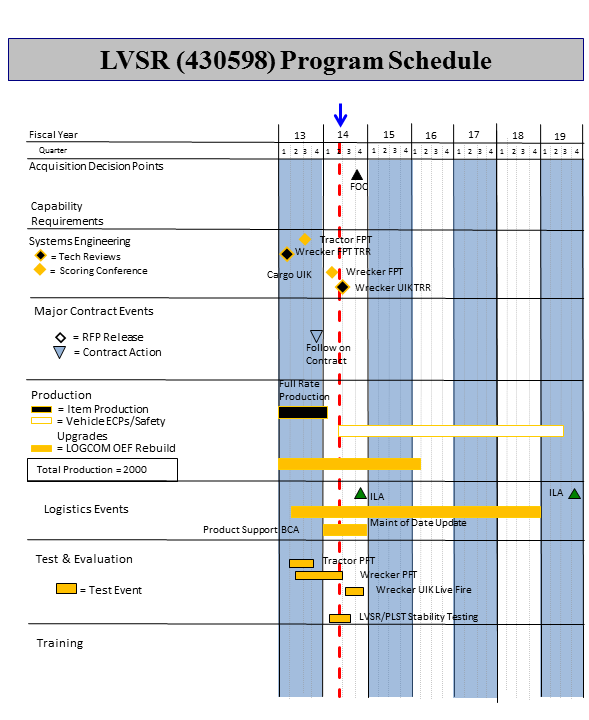 LVSR (430598) Program Schedule
Fiscal Year 13 14 15 16 17 18 19
Quarter 1 2 3 4 1 2 3 4 1 2 3 4 1 2 3 4 1 2 3 4 1 2 3 4 1 2 3 4
Acquisition Decision Points
FOC
Capability
Requirements
Systems Engineering
= Tech Reviews
= Scoring Conference
Tractor FPT
Wrecker FPT TRR
Cargo UIK
Wrecker FPT
Wrecker UIK TRR
Major Contract Events
= RFP Release
= Contract Action
Follow on
Contract
Production
= Item Production
= Vehicle ECPs/Safety
Upgrades
= LOGCOM OEF Rebuild
Total Production = 2000
Full Rate
Production
Logistics Events
ILA
ILA
Maint of Date Update
Product Support BCA
Test & Evaluation
= Test Event
Tractor PFT
Wrecker PFT
Wrecker UIK Live Fire
LVSR/PLST Stability Testing
Training